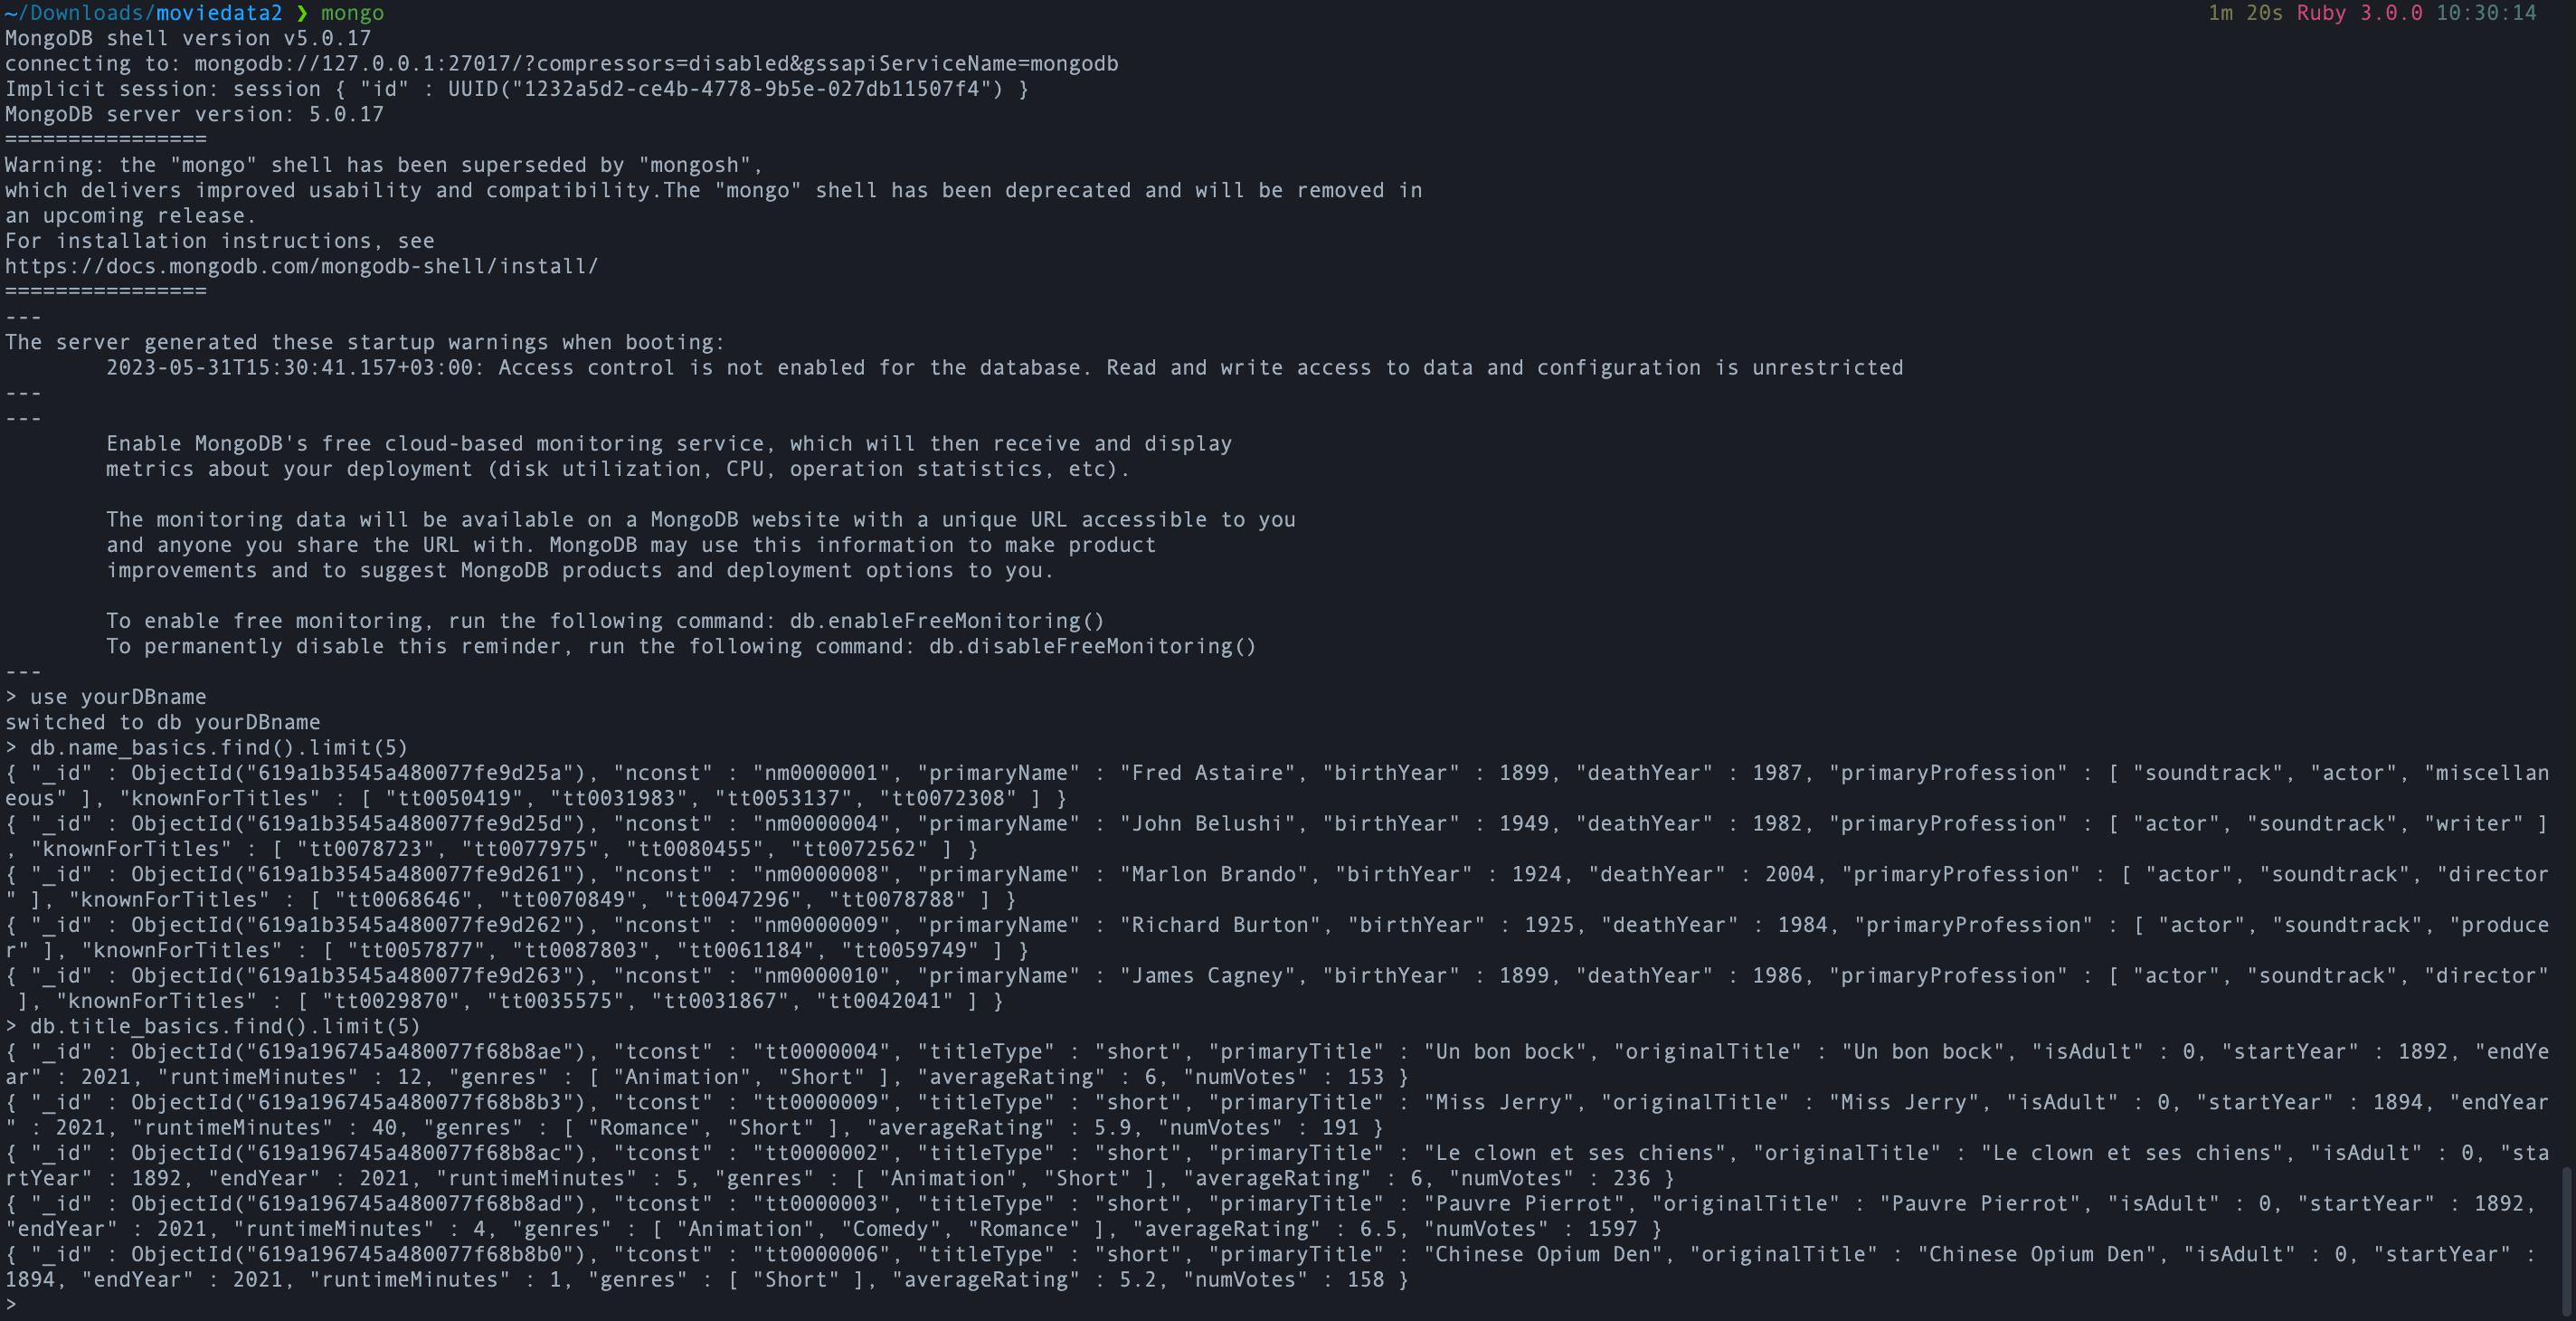 ~/Downloads/moviedata2 ❯ mongo 1m 20s Ruby 3.0.0 10:30:14
MongoDB shell version v5.0.17
connecting to: mongodb://127.0.0.1:27017/?compressors=disabled&gssapiServiceName=mongodb
Implicit session: session { "id" : UUID("1232a5d2-ce4b-4778-9b5e-027db11507f4") }
MongoDB server version: 5.0.17
================
Warning: the "mongo" shell has been superseded by "mongosh",
which delivers improved usability and compatibility.The "mongo" shell has been deprecated and will be removed in
an upcoming release.
For installation instructions, see
https://docs.mongodb.com/mongodb-shell/install/
================
---
The server generated these startup warnings when booting:
        2023-05-31T15:30:41.157+03:00: Access control is not enabled for the database. Read and write access to data and configuration is unrestricted
---
---
        Enable MongoDB's free cloud-based monitoring service, which will then receive and display
        metrics about your deployment (disk utilization, CPU, operation statistics, etc).

        The monitoring data will be available on a MongoDB website with a unique URL accessible to you
        and anyone you share the URL with. MongoDB may use this information to make product
        improvements and to suggest MongoDB products and deployment options to you.

        To enable free monitoring, run the following command: db.enableFreeMonitoring()
        To permanently disable this reminder, run the following command: db.disableFreeMonitoring()
---
> use yourDBname
switched to db yourDBname
> db.name_basics.find().limit(5)
{ "_id" : ObjectId("619a1b3545a480077fe9d25a"), "nconst" : "nm0000001", "primaryName" : "Fred Astaire", "birthYear" : 1899, "deathYear" : 1987, "primaryProfession" : [ "soundtrack", "actor", "miscellan
eous" ], "knownForTitles" : [ "tt0050419", "tt0031983", "tt0053137", "tt0072308" ] }
{ "_id" : ObjectId("619a1b3545a480077fe9d25d"), "nconst" : "nm0000004", "primaryName" : "John Belushi", "birthYear" : 1949, "deathYear" : 1982, "primaryProfession" : [ "actor", "soundtrack", "writer" ]
, "knownForTitles" : [ "tt0078723", "tt0077975", "tt0080455", "tt0072562" ] }
{ "_id" : ObjectId("619a1b3545a480077fe9d261"), "nconst" : "nm0000008", "primaryName" : "Marlon Brando", "birthYear" : 1924, "deathYear" : 2004, "primaryProfession" : [ "actor", "soundtrack", "director
" ], "knownForTitles" : [ "tt0068646", "tt0070849", "tt0047296", "tt0078788" ] }
{ "_id" : ObjectId("619a1b3545a480077fe9d262"), "nconst" : "nm0000009", "primaryName" : "Richard Burton", "birthYear" : 1925, "deathYear" : 1984, "primaryProfession" : [ "actor", "soundtrack", "produce
r" ], "knownForTitles" : [ "tt0057877", "tt0087803", "tt0061184", "tt0059749" ] }
{ "_id" : ObjectId("619a1b3545a480077fe9d263"), "nconst" : "nm0000010", "primaryName" : "James Cagney", "birthYear" : 1899, "deathYear" : 1986, "primaryProfession" : [ "actor", "soundtrack", "director"
 ], "knownForTitles" : [ "tt0029870", "tt0035575", "tt0031867", "tt0042041" ] }
> db.title_basics.find().limit(5)
{ "_id" : ObjectId("619a196745a480077f68b8ae"), "tconst" : "tt0000004", "titleType" : "short", "primaryTitle" : "Un bon bock", "originalTitle" : "Un bon bock", "isAdult" : 0, "startYear" : 1892, "endYe
ar" : 2021, "runtimeMinutes" : 12, "genres" : [ "Animation", "Short" ], "averageRating" : 6, "numVotes" : 153 }
{ "_id" : ObjectId("619a196745a480077f68b8b3"), "tconst" : "tt0000009", "titleType" : "short", "primaryTitle" : "Miss Jerry", "originalTitle" : "Miss Jerry", "isAdult" : 0, "startYear" : 1894, "endYear
" : 2021, "runtimeMinutes" : 40, "genres" : [ "Romance", "Short" ], "averageRating" : 5.9, "numVotes" : 191 }
{ "_id" : ObjectId("619a196745a480077f68b8ac"), "tconst" : "tt0000002", "titleType" : "short", "primaryTitle" : "Le clown et ses chiens", "originalTitle" : "Le clown et ses chiens", "isAdult" : 0, "sta
rtYear" : 1892, "endYear" : 2021, "runtimeMinutes" : 5, "genres" : [ "Animation", "Short" ], "averageRating" : 6, "numVotes" : 236 }
{ "_id" : ObjectId("619a196745a480077f68b8ad"), "tconst" : "tt0000003", "titleType" : "short", "primaryTitle" : "Pauvre Pierrot", "originalTitle" : "Pauvre Pierrot", "isAdult" : 0, "startYear" : 1892,
"endYear" : 2021, "runtimeMinutes" : 4, "genres" : [ "Animation", "Comedy", "Romance" ], "averageRating" : 6.5, "numVotes" : 1597 }
{ "_id" : ObjectId("619a196745a480077f68b8b0"), "tconst" : "tt0000006", "titleType" : "short", "primaryTitle" : "Chinese Opium Den", "originalTitle" : "Chinese Opium Den", "isAdult" : 0, "startYear" :
1894, "endYear" : 2021, "runtimeMinutes" : 1, "genres" : [ "Short" ], "averageRating" : 5.2, "numVotes" : 158 }
>